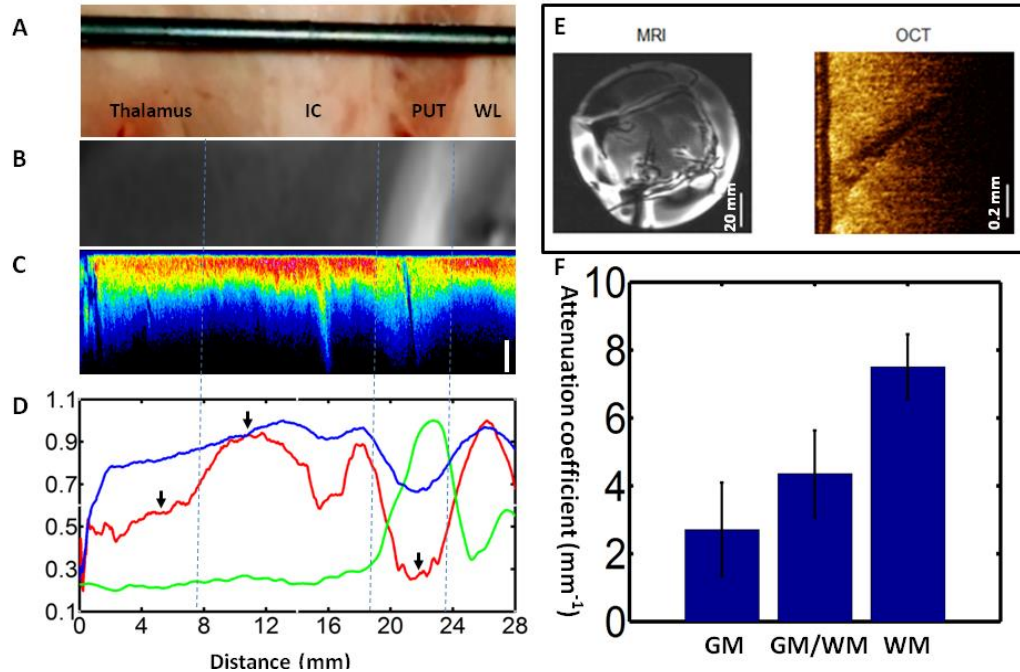 A
Thalamus IC PUT WL
B
C
D
1.1
0.9
0.7
0.5
0.3
0.1
0 4 8 12 16 20 24 28
Distance (mm)
E
MRI OCT
20 mm
0.2 mm
F
Attenuation coefficient (mm⁻¹)
10
8
6
4
2
0
GM GM/WM WM